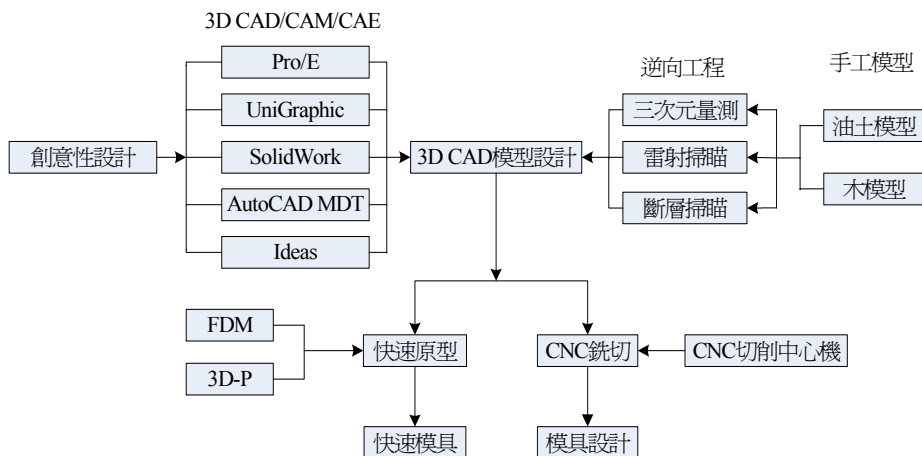 3D CAD/CAM/CAE
Pro/E
UniGraphic
SolidWork
AutoCAD MDT
Ideas
創意性設計
3D CAD模型設計
逆向工程
三次元量測
雷射掃瞄
斷層掃瞄
手工模型
油土模型
木模型
FDM
3D-P
快速原型
CNC銑切
CNC切削中心機
快速模具
模具設計